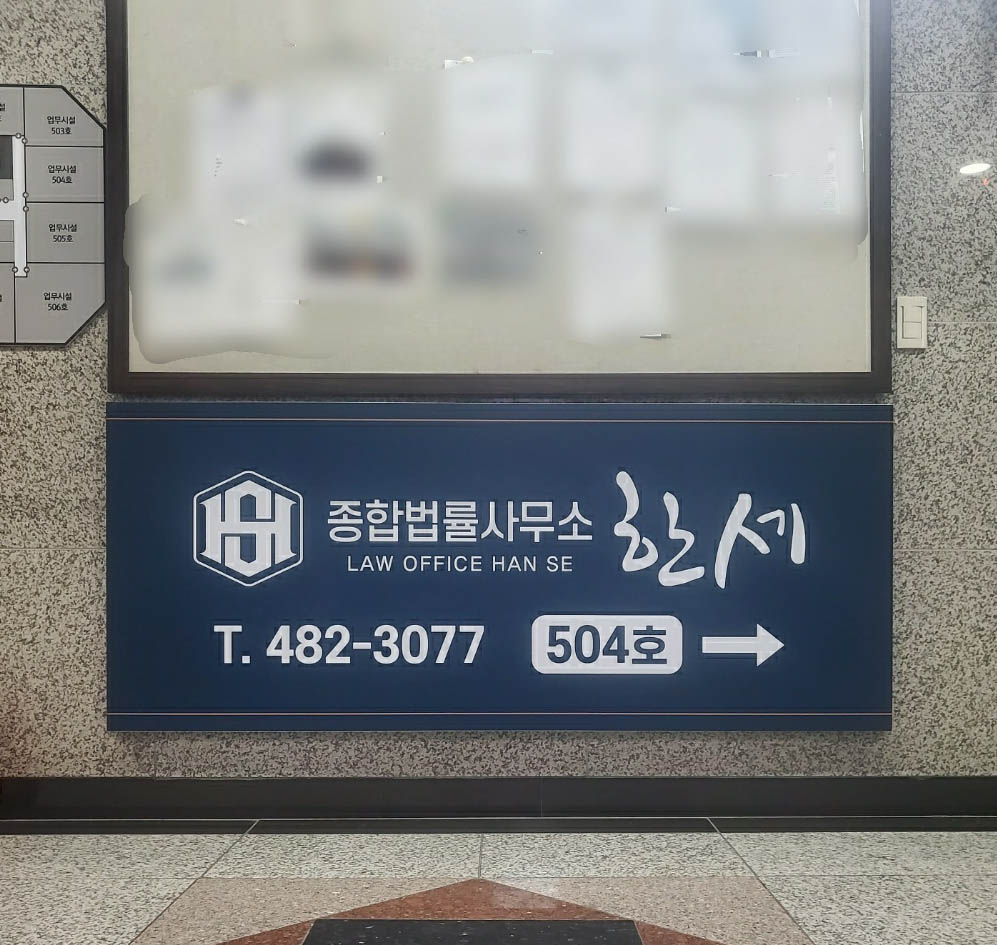 업무시설
503호
업무시설
504호
업무시설
505호
업무시설
506호
종합법률사무소 한세
LAW OFFICE HAN SE
T. 482-3077 504호